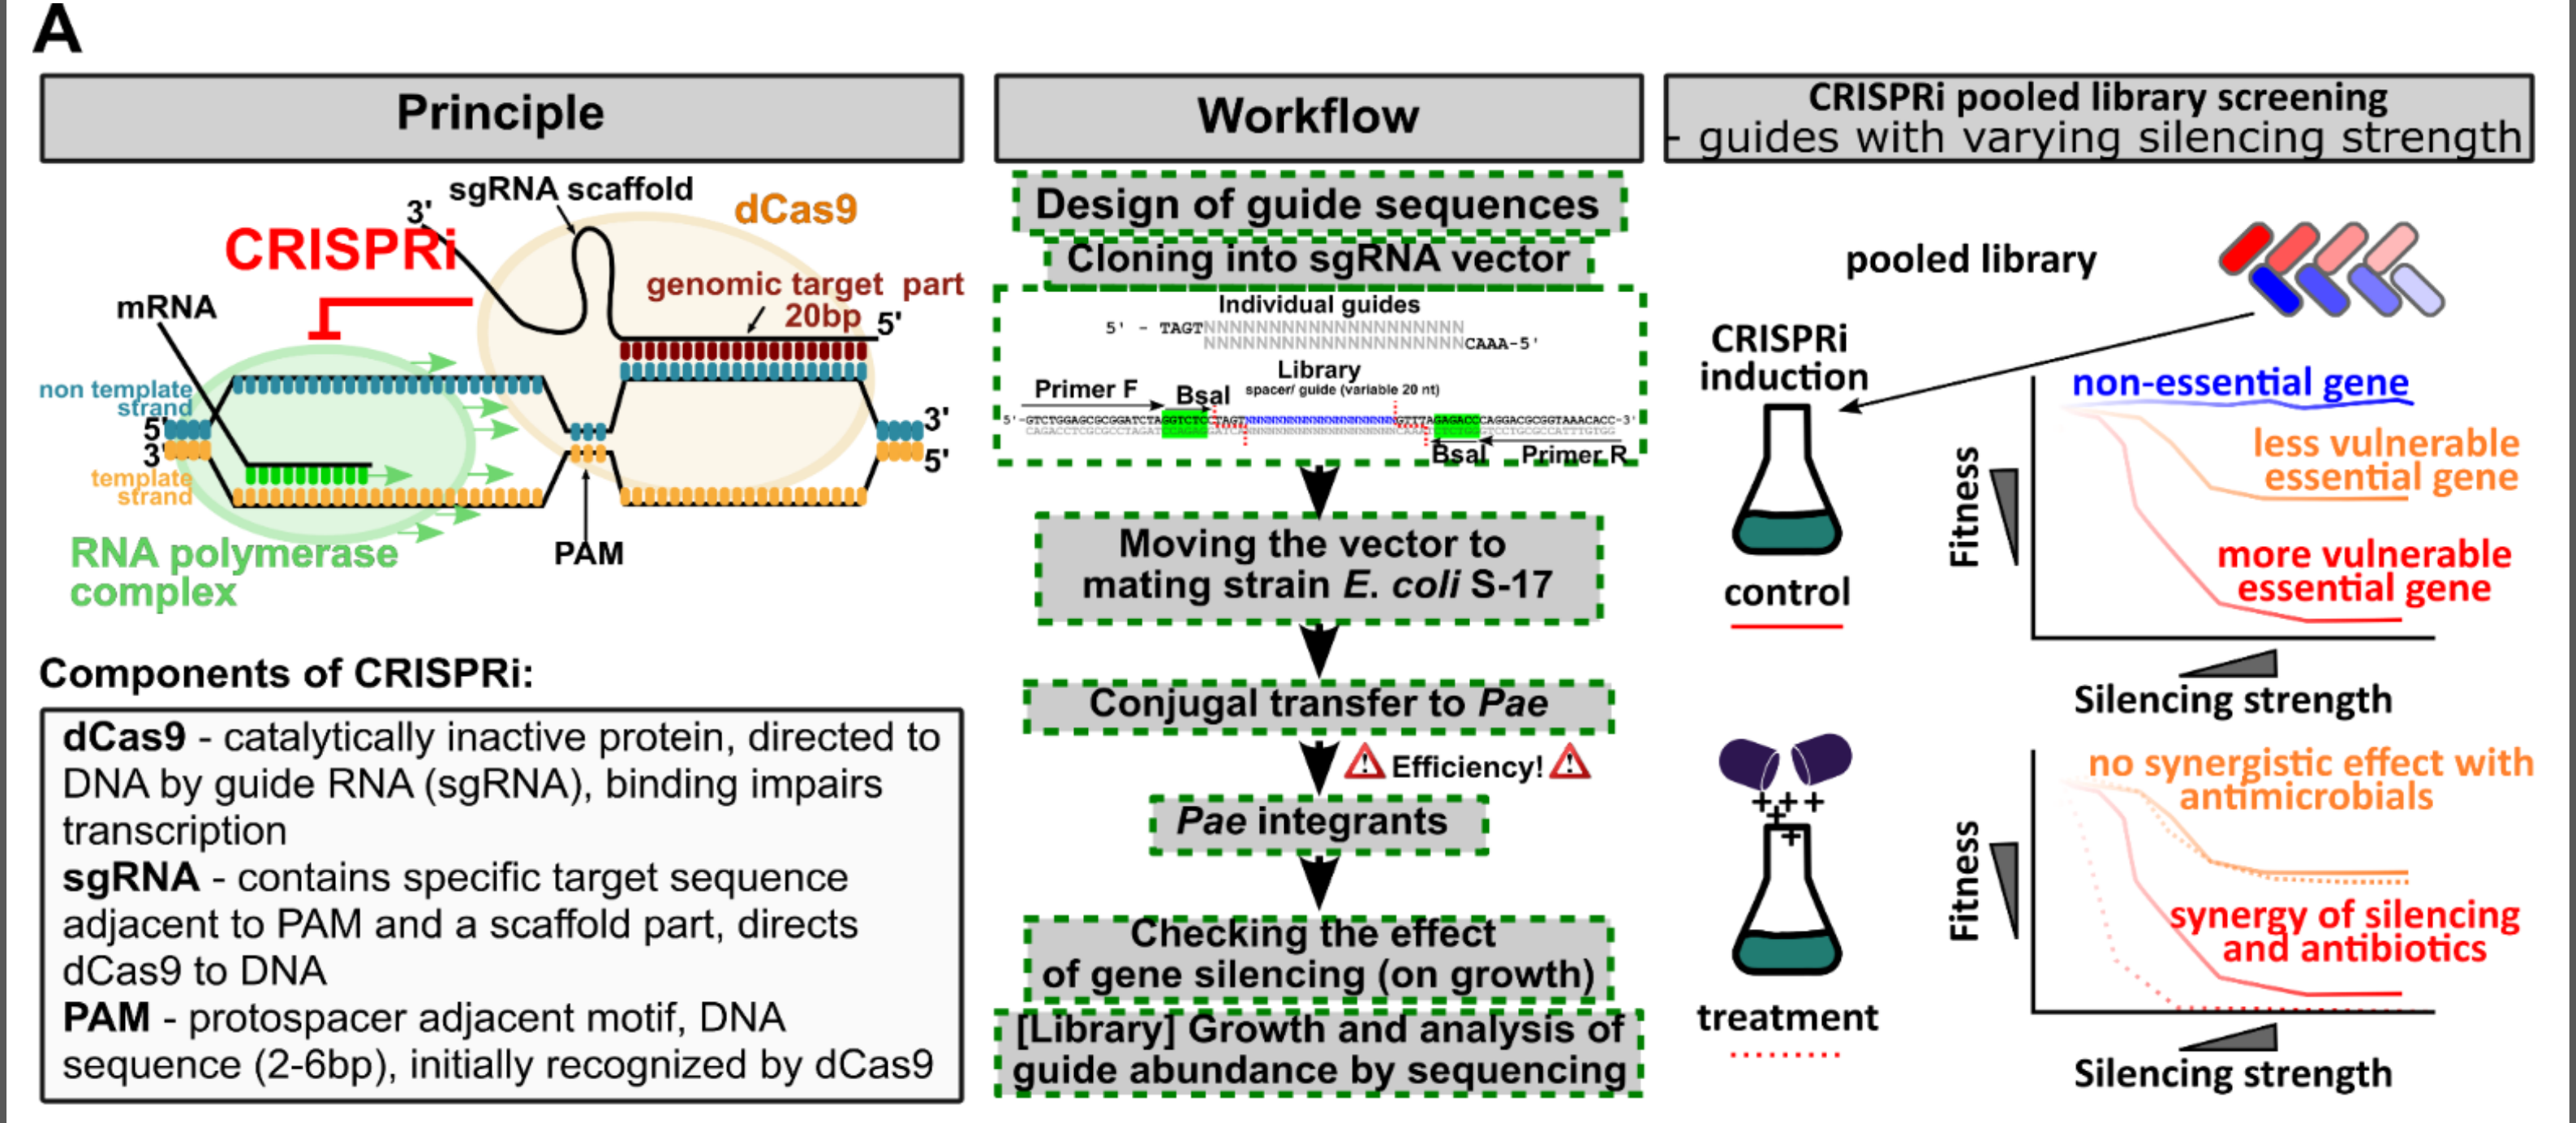 A
Principle
sgRNA scaffold
3'
dCas9
CRISPRi
genomic target part
20bp
5'
mRNA
non template
strand
5'
3'
3'
5'
template
strand
RNA polymerase
complex
PAM
Components of CRISPRi:
dCas9 - catalytically inactive protein, directed to
DNA by guide RNA (sgRNA), binding impairs
transcription
sgRNA - contains specific target sequence
adjacent to PAM and a scaffold part, directs
dCas9 to DNA
PAM - protospacer adjacent motif, DNA
sequence (2-6bp), initially recognized by dCas9
Workflow
Design of guide sequences
Cloning into sgRNA vector
Individual guides
5' - TAGTNNNNNNNNNNNNNNNNNNNN
NNNNNNNNNNNNNNNNNNNNCAAA-5'
Library
spacer/ guide (variable 20 nt)
Primer F
BsaI
BsaI
Primer R
Moving the vector to
mating strain E. coli S-17
Conjugal transfer to Pae
Efficiency!
Pae integrants
Checking the effect
of gene silencing (on growth)
[Library] Growth and analysis of
guide abundance by sequencing
CRISPRi pooled library screening
- guides with varying silencing strength
pooled library
CRISPRi
induction
control
non-essential gene
less vulnerable
essential gene
more vulnerable
essential gene
Fitness
Silencing strength
+++
+
+
treatment
no synergistic effect with
antimicrobials
synergy of silencing
and antibiotics
Fitness
Silencing strength